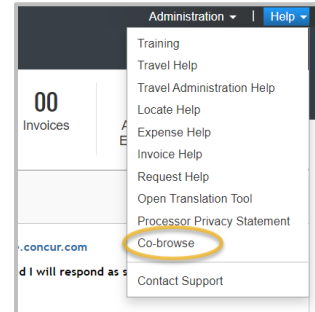 Administration | Help
Training
Travel Help
Travel Administration Help
Locate Help
Expense Help
Invoice Help
Request Help
Open Translation Tool
Processor Privacy Statement
Co-browse
Contact Support
00
Invoices
A
E
.concur.com
d I will respond as s